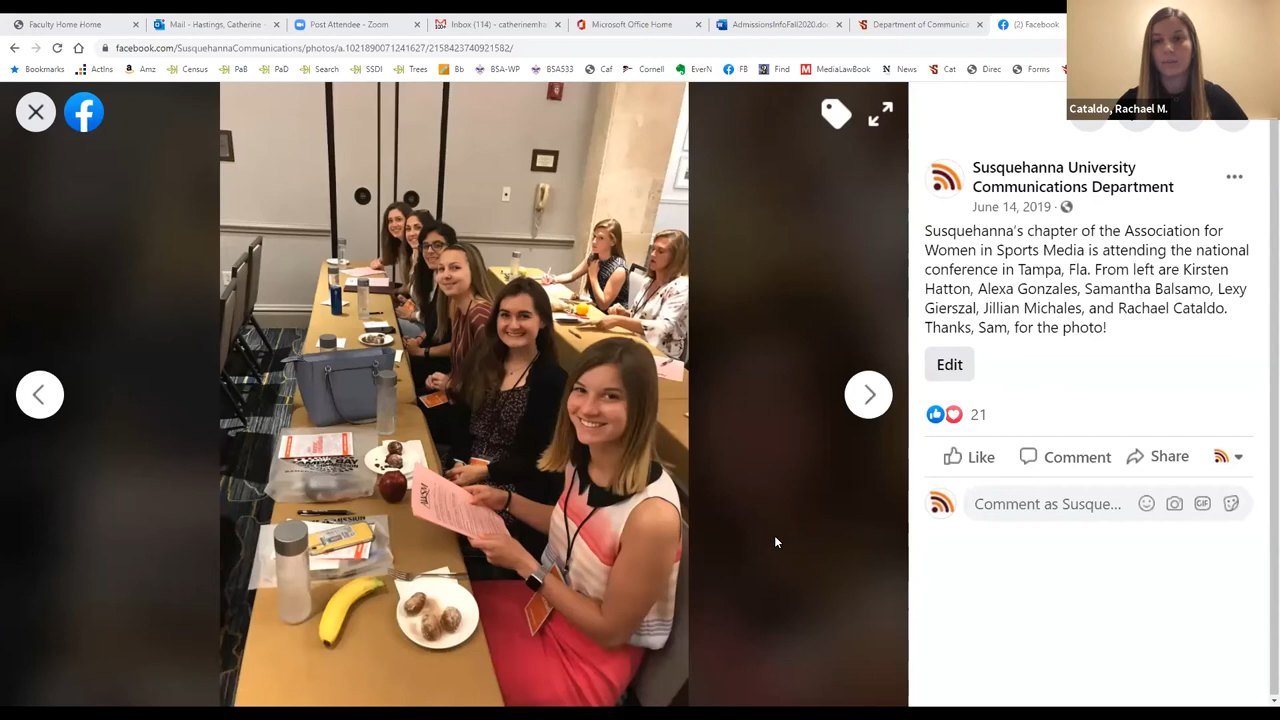 Faculty Home Home
Mail - Hastings, Catherine -
Post Attendee - Zoom
Inbox (114) - catherinemha
Microsoft Office Home
AdmissionsInfoFall2020.do
Department of Communica
(2) Facebook
facebook.com/SusquehannaCommunications/photos/a.1021890071241627/2158423740921582/
Bookmarks
ActIns
Amz
Census
PaB
PaD
Search
SSDI
Trees
Bb
BSA-WP
BSA533
Caf
Cornell
EverN
FB
Find
MediaLawBook
News
Cat
Direc
Forms
Cataldo, Rachael M.
Susquehanna University
Communications Department
June 14, 2019 ·
Susquehanna's chapter of the Association for
Women in Sports Media is attending the national
conference in Tampa, Fla. From left are Kirsten
Hatton, Alexa Gonzales, Samantha Balsamo, Lexy
Gierszal, Jillian Michales, and Rachael Cataldo.
Thanks, Sam, for the photo!
Edit
21
Like
Comment
Share
Comment as Susque...
GIF